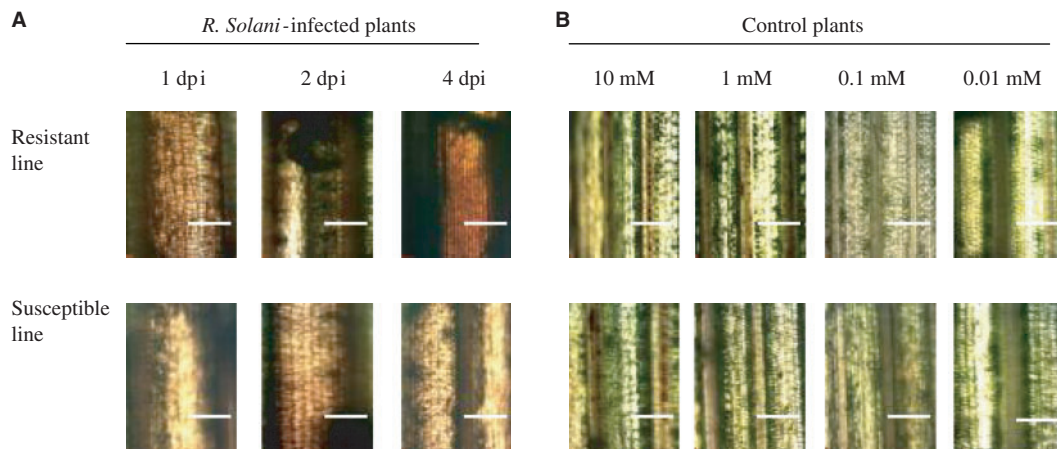 A
R. Solani-infected plants
1 dpi 2 dpi 4 dpi
B
Control plants
10 mM 1 mM 0.1 mM 0.01 mM
Resistant
line
Susceptible
line